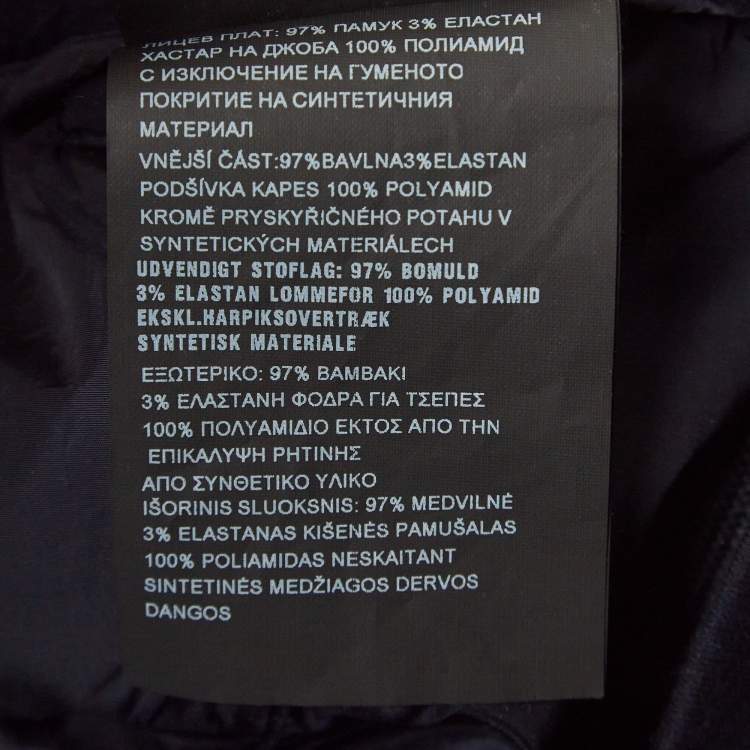 ЛИЦЕВ ПЛАТ: 97% ПАМУК 3% ЕЛАСТАН
ХАСТАР НА ДЖОБА 100% ПОЛИАМИД
С ИЗКЛЮЧЕНИЕ НА ГУМЕНОТО
ПОКРИТИЕ НА СИНТЕТИЧНИЯ
МАТЕРИАЛ
VNĚJŠÍ ČÁST:97%BAVLNA3%ELASTAN
PODŠÍVKA KAPES 100% POLYAMID
KROMĚ PRYSKYŘIČNÉHO POTAHU V
SYNTETICKÝCH MATERIÁLECH
UDVENDIGT STOFLAG: 97% BOMULD
3% ELASTAN LOMMEFOR 100% POLYAMID
EKSKL.HARPIKSOVERTRÆK
SYNTETISK MATERIALE
ΕΞΩΤΕΡΙΚΟ: 97% ΒΑΜΒΑΚΙ
3% ΕΛΑΣΤΑΝΗ ΦΟΔΡΑ ΓΙΑ ΤΣΕΠΕΣ
100% ΠΟΛΥΑΜΙΔΙΟ ΕΚΤΟΣ ΑΠΟ ΤΗΝ
ΕΠΙΚΑΛΥΨΗ ΡΗΤΙΝΗΣ
ΑΠΟ ΣΥΝΘΕΤΙΚΟ ΥΛΙΚΟ
IŠORINIS SLUOKSNIS: 97% MEDVILNĖ
3% ELASTANAS KIŠENĖS PAMUŠALAS
100% POLIAMIDAS NESKAITANT
SINTETINĖS MEDŽIAGOS DERVOS
DANGOS